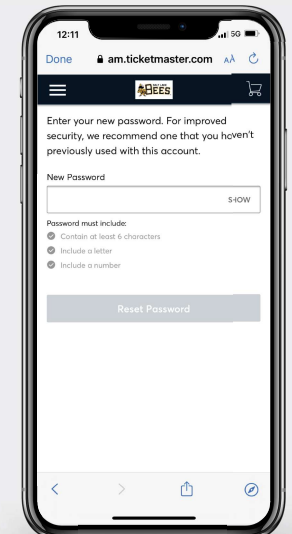 12:11 5G
Done am.ticketmaster.com AA
SALT LAKE
BEES
Enter your new password. For improved
security, we recommend one that you haven't
previously used with this account.
New Password
SHOW
Password must include:
Contain at least 6 characters
Include a letter
Include a number
Reset Password